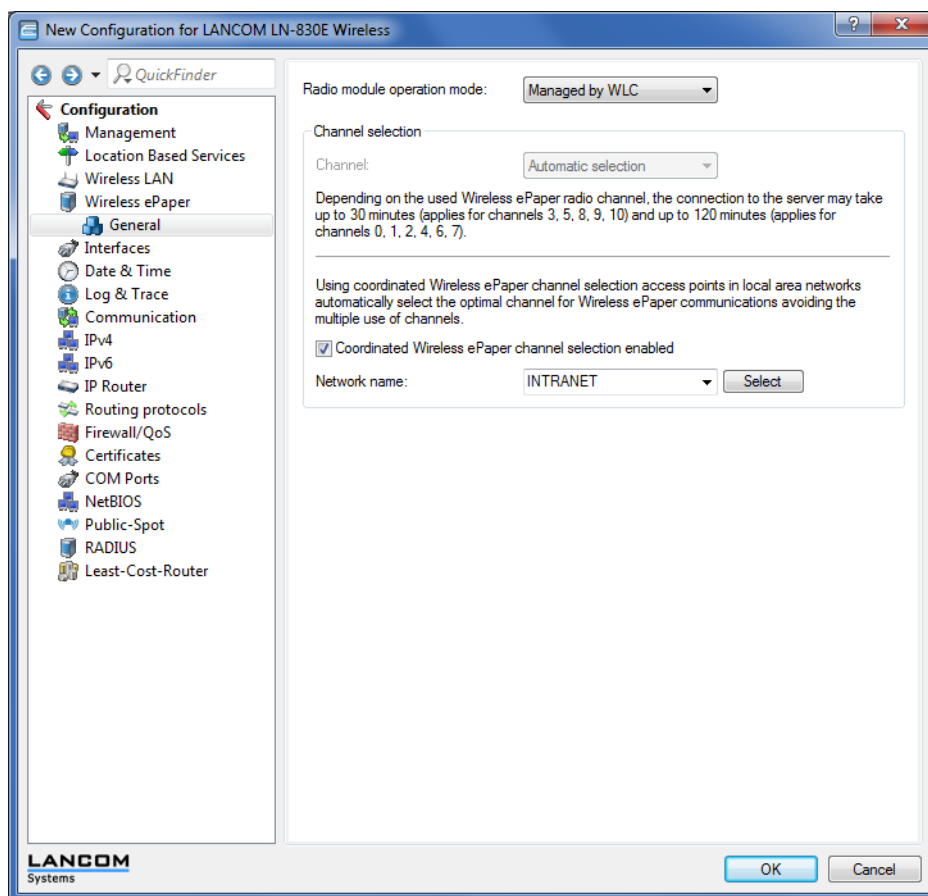 New Configuration for LANCOM LN-830E Wireless
QuickFinder
Configuration
Management
Location Based Services
Wireless LAN
Wireless ePaper
General
Interfaces
Date & Time
Log & Trace
Communication
IPv4
IPv6
IP Router
Routing protocols
Firewall/QoS
Certificates
COM Ports
NetBIOS
Public-Spot
RADIUS
Least-Cost-Router
Radio module operation mode: Managed by WLC
Channel selection
Channel: Automatic selection
Depending on the used Wireless ePaper radio channel, the connection to the server may take
up to 30 minutes (applies for channels 3, 5, 8, 9, 10) and up to 120 minutes (applies for
channels 0, 1, 2, 4, 6, 7).
Using coordinated Wireless ePaper channel selection access points in local area networks
automatically select the optimal channel for Wireless ePaper communications avoiding the
multiple use of channels.
Coordinated Wireless ePaper channel selection enabled
Network name: INTRANET Select
LANCOM
Systems
OK Cancel